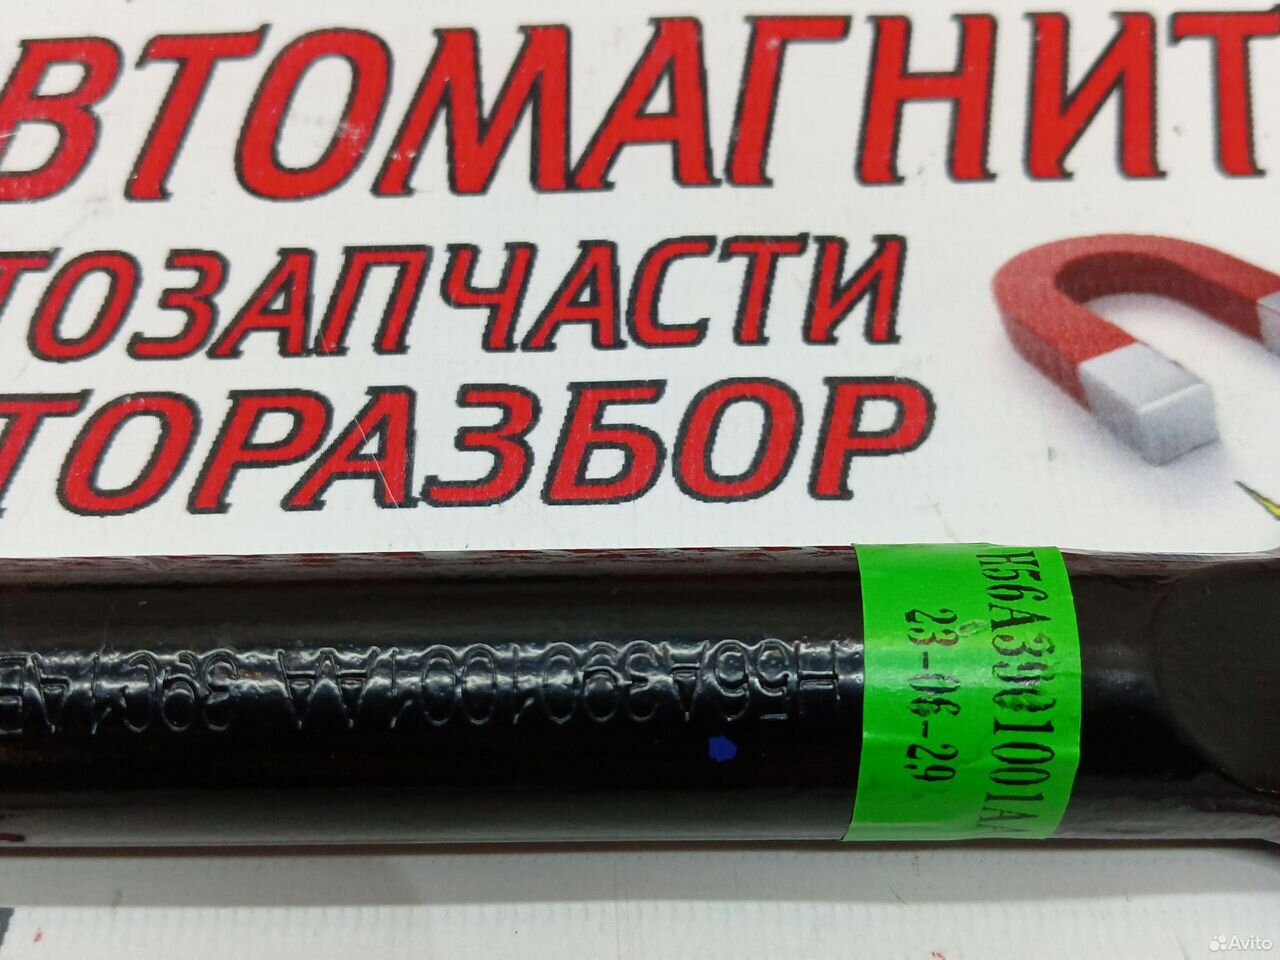 ВТОМАГНИТ
ТОЗАПЧАСТИ
ТОРАЗБОР
H56A3901001AA
23-06-29
H56A3901001AA
Avito